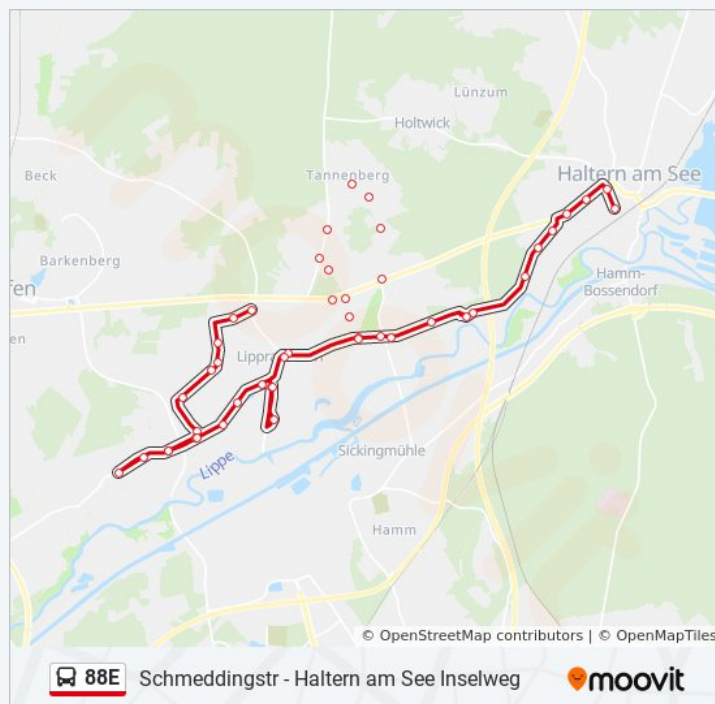 Lünzum
Holtwick
Haltern am See
Tannenberg
Beck
Barkenberg
fen
Hamm-
Bossendorf
en
Lippra
Sickingmühle
Lippe
Hamm
© OpenStreetMap contributors | © OpenMapTiles
88E
Schmeddingstr - Haltern am See Inselweg
moovit